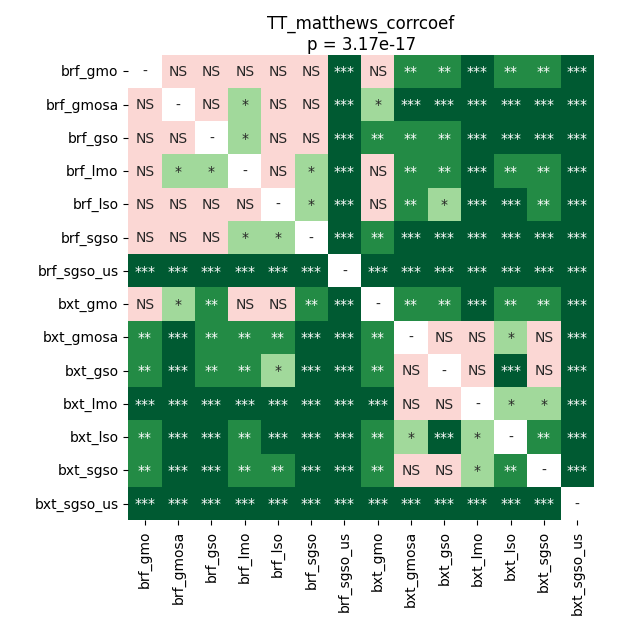 TT_matthews_corrcoef
p = 3.17e-17
brf_gmo - NS NS NS NS NS *** NS ** ** *** ** ** ***
brf_gmosa NS - NS * NS NS *** * *** *** *** *** *** ***
brf_gso NS NS - * NS NS *** ** ** ** *** *** *** ***
brf_lmo NS * * - NS * *** NS ** ** *** ** ** ***
brf_lso NS NS NS NS - * *** NS ** * *** *** ** ***
brf_sgso NS NS NS * * - *** ** *** *** *** *** *** ***
brf_sgso_us *** *** *** *** *** *** - *** *** *** *** *** *** ***
bxt_gmo NS * ** NS NS ** *** - ** ** *** ** ** ***
bxt_gmosa ** *** ** ** ** *** *** ** - NS NS * NS ***
bxt_gso ** *** ** ** * *** *** ** NS - NS *** NS ***
bxt_lmo *** *** *** *** *** *** *** *** NS NS - * * ***
bxt_lso ** *** *** ** *** *** *** ** * *** * - ** ***
bxt_sgso ** *** *** ** ** *** *** ** NS NS * ** - ***
bxt_sgso_us *** *** *** *** *** *** *** *** *** *** *** *** *** -
brf_gmo brf_gmosa brf_gso brf_lmo brf_lso brf_sgso brf_sgso_us bxt_gmo bxt_gmosa bxt_gso bxt_lmo bxt_lso bxt_sgso bxt_sgso_us